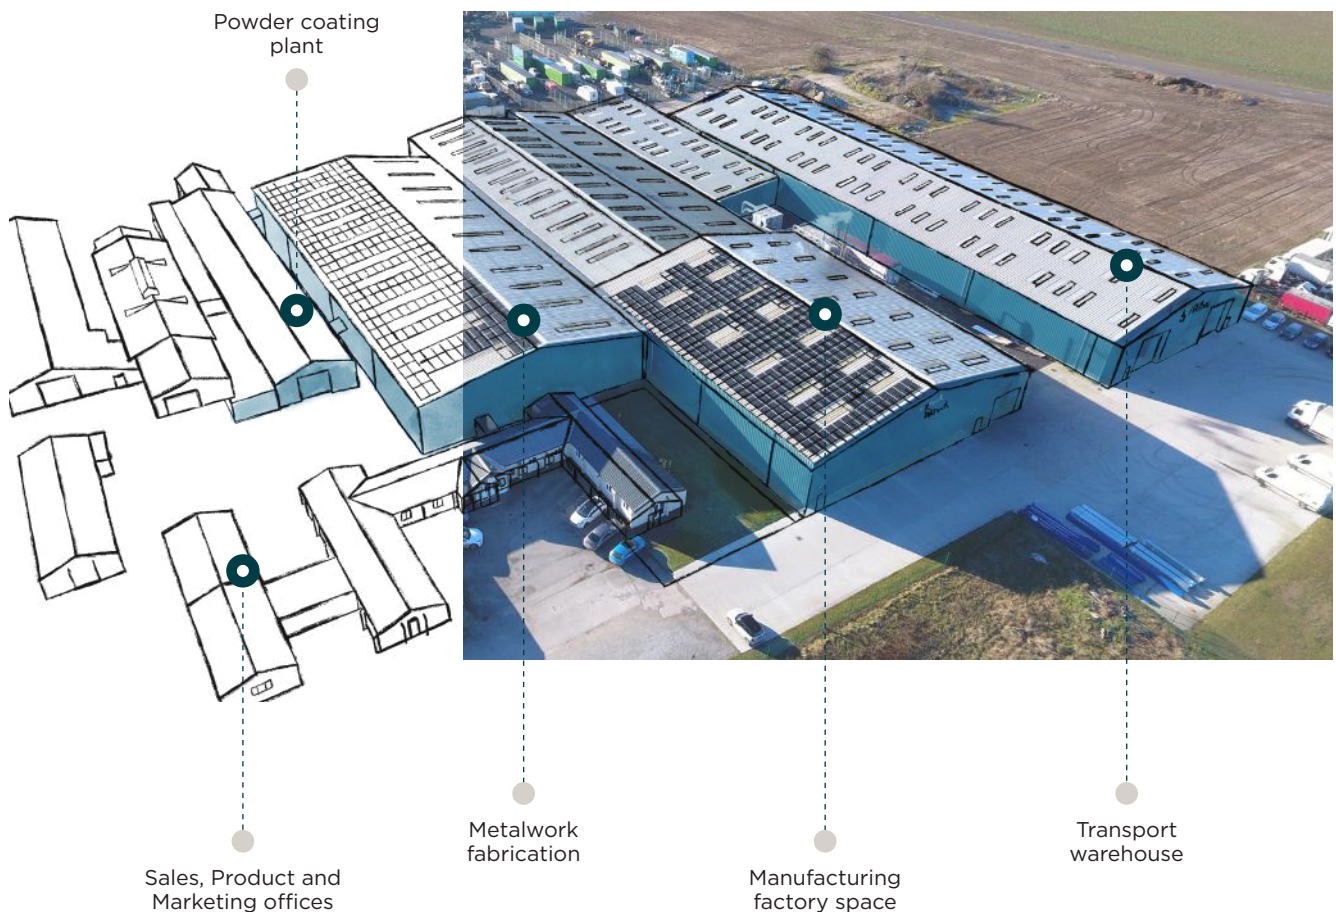 Powder coating
plant
Metalwork
fabrication
Transport
warehouse
Sales, Product and
Marketing offices
Manufacturing
factory space